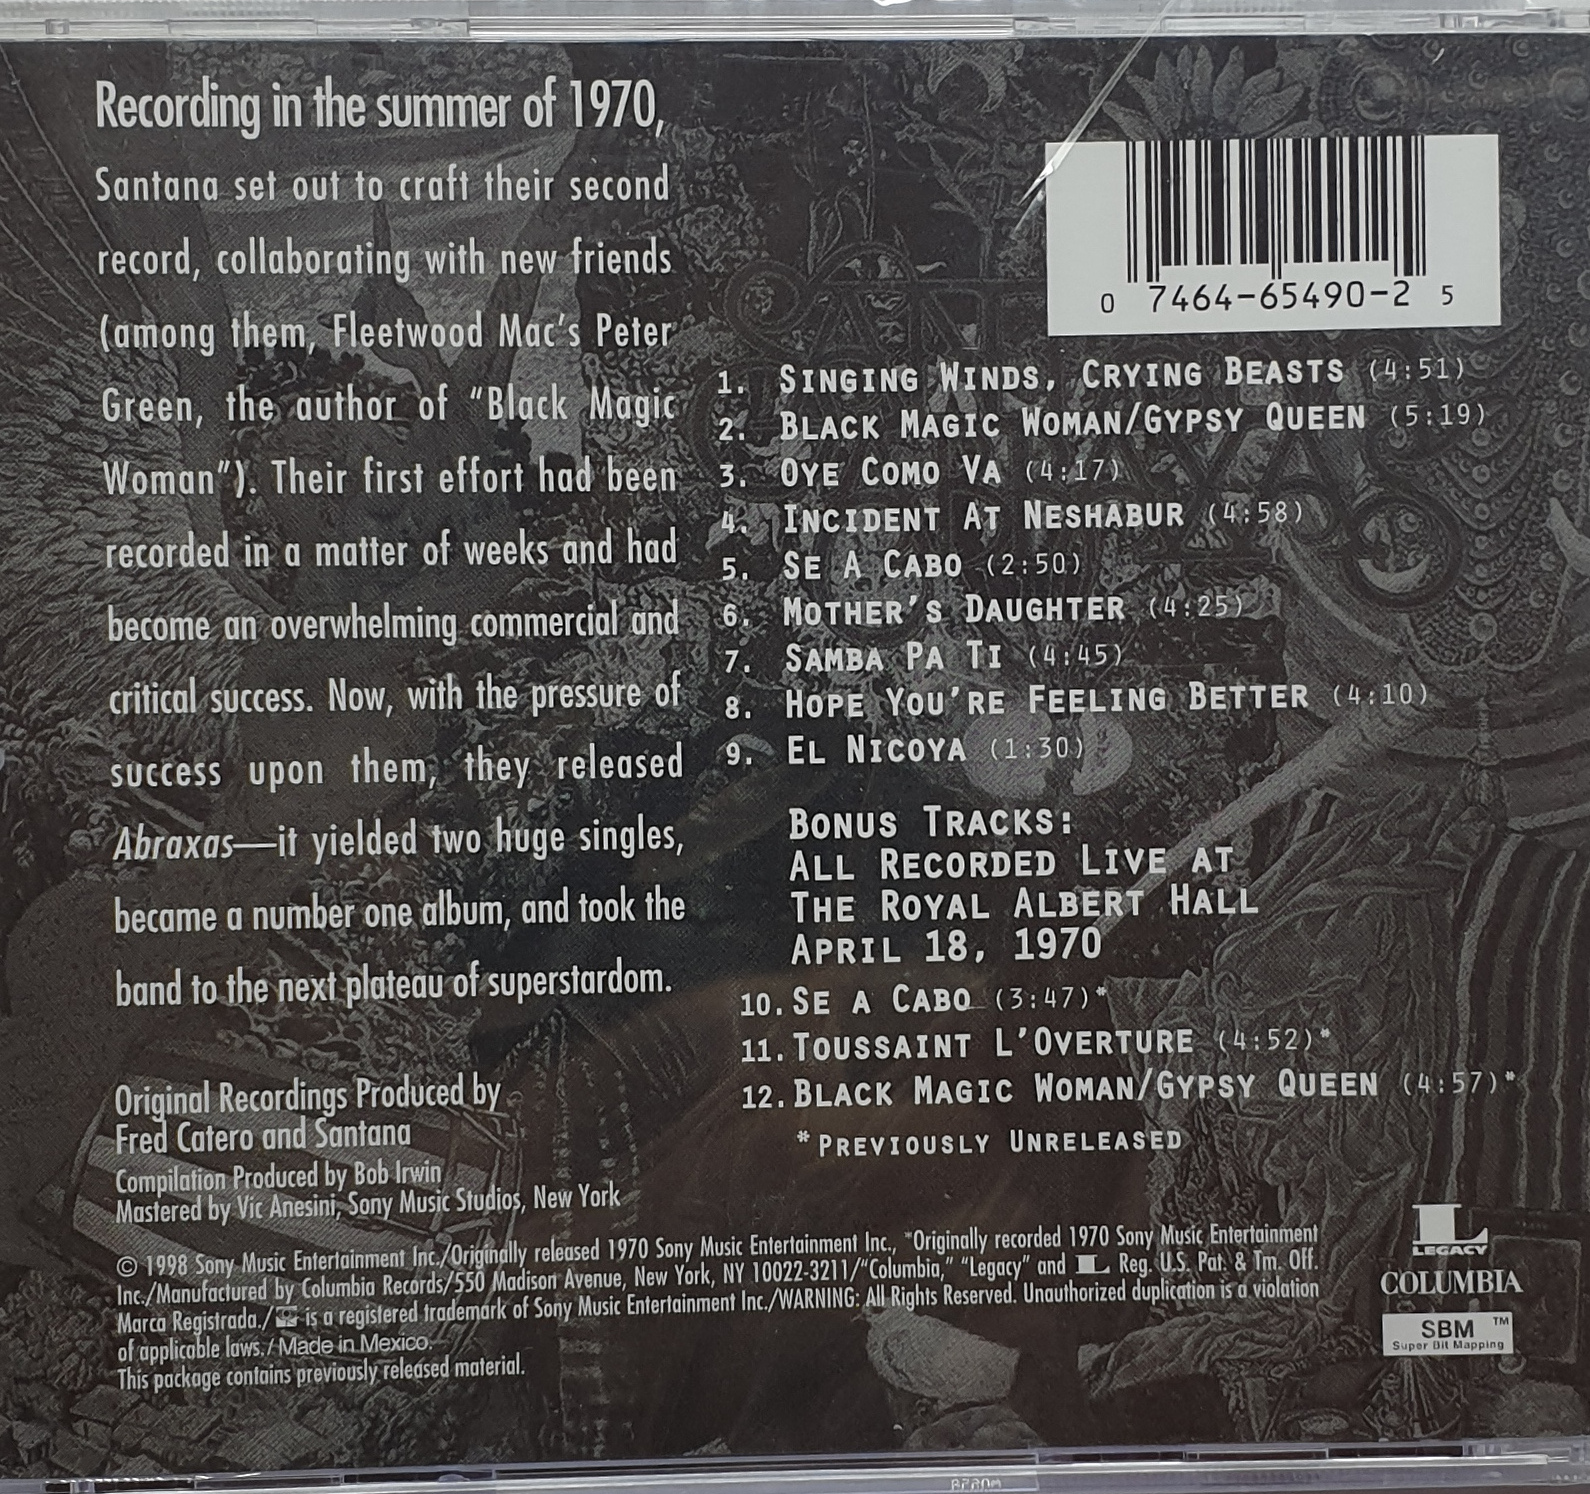 Recording in the summer of 1970,
Santana set out to craft their second
record, collaborating with new friends
(among them, Fleetwood Mac's Peter
Green, the author of "Black Magic
Woman"). Their first effort had been
recorded in a matter of weeks and had
become an overwhelming commercial and
critical success. Now, with the pressure of
success upon them, they released
Abraxas—it yielded two huge singles,
became a number one album, and took the
band to the next plateau of superstardom.
Original Recordings Produced by
Fred Catero and Santana
Compilation Produced by Bob Irwin
Mastered by Vic Anesini, Sony Music Studios, New York
0 7464-65490-2 5
1. SINGING WINDS, CRYING BEASTS (4:51)
2. BLACK MAGIC WOMAN/GYPSY QUEEN (5:19)
3. OYE COMO VA (4:17)
4. INCIDENT AT NESHABUR (4:58)
5. SE A CABO (2:50)
6. MOTHER'S DAUGHTER (4:25)
7. SAMBA PA TI (4:45)
8. HOPE YOU'RE FEELING BETTER (4:10)
9. EL NICOYA (1:30)
BONUS TRACKS:
ALL RECORDED LIVE AT
THE ROYAL ALBERT HALL
APRIL 18, 1970
10. SE A CABO (3:47)*
11. TOUSSAINT L'OVERTURE (4:52)*
12. BLACK MAGIC WOMAN/GYPSY QUEEN (4:57)*
* PREVIOUSLY UNRELEASED
© 1998 Sony Music Entertainment Inc./Originally released 1970 Sony Music Entertainment Inc., *Originally recorded 1970 Sony Music Entertainment
Inc./Manufactured by Columbia Records/550 Madison Avenue, New York, NY 10022-3211/"Columbia," "Legacy" and L Reg. U.S. Pat. & Tm. Off.
Marca Registrada./ is a registered trademark of Sony Music Entertainment Inc./WARNING: All Rights Reserved. Unauthorized duplication is a violation
of applicable laws./Made in Mexico.
This package contains previously released material.
L
LEGACY
COLUMBIA
SBM™
Super Bit Mapping